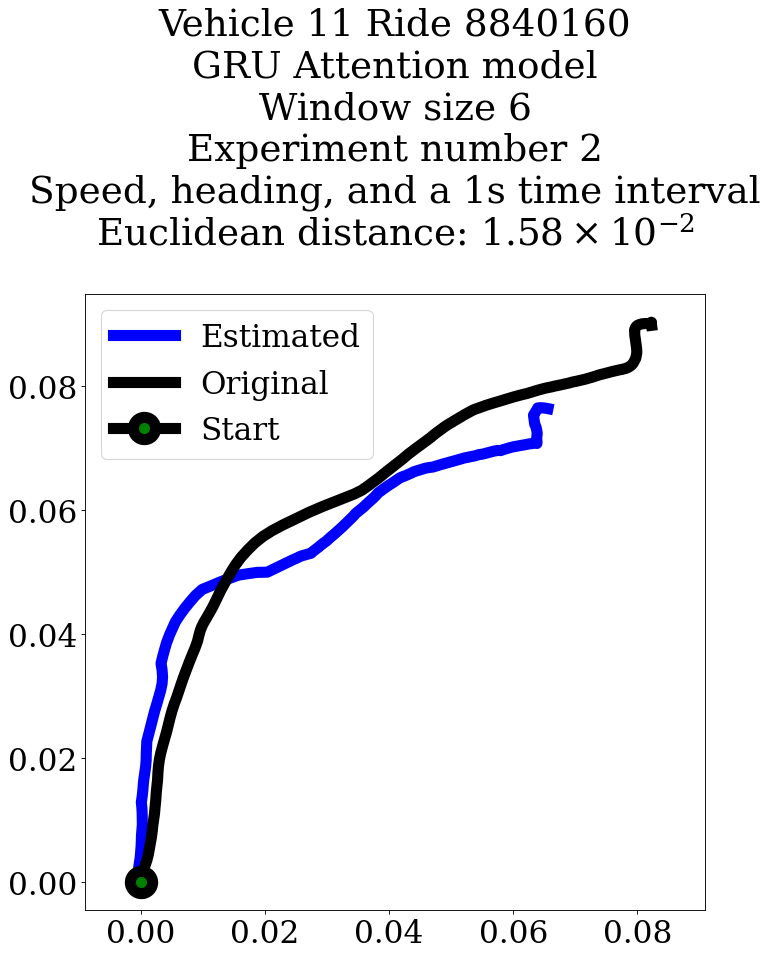 Vehicle 11 Ride 8840160
GRU Attention model
Window size 6
Experiment number 2
Speed, heading, and a 1s time interval
Euclidean distance: 1.58 × 10⁻²
Estimated
Original
Start
0.08
0.06
0.04
0.02
0.00
0.00 0.02 0.04 0.06 0.08